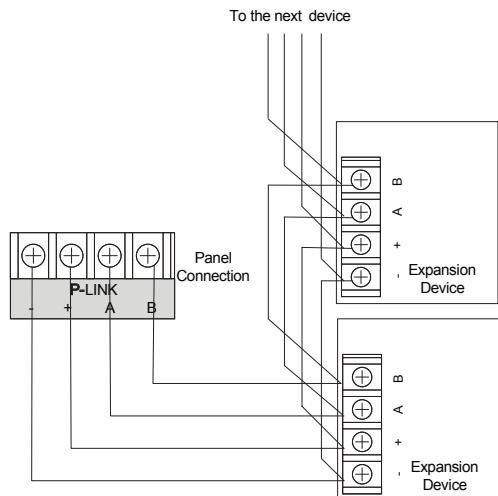 To the next device
B
A
+
-
Expansion
Device
Panel
Connection
P-LINK
- + A B
B
A
+
-
Expansion
Device